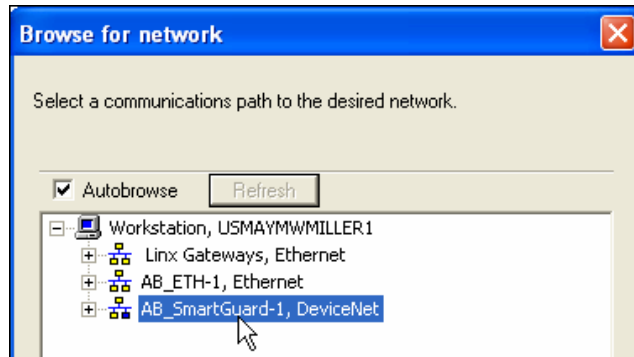 Browse for network
Select a communications path to the desired network.
Autobrowse Refresh
Workstation, USMAYMWMILLER1
Linx Gateways, Ethernet
AB_ETH-1, Ethernet
AB_SmartGuard-1, DeviceNet